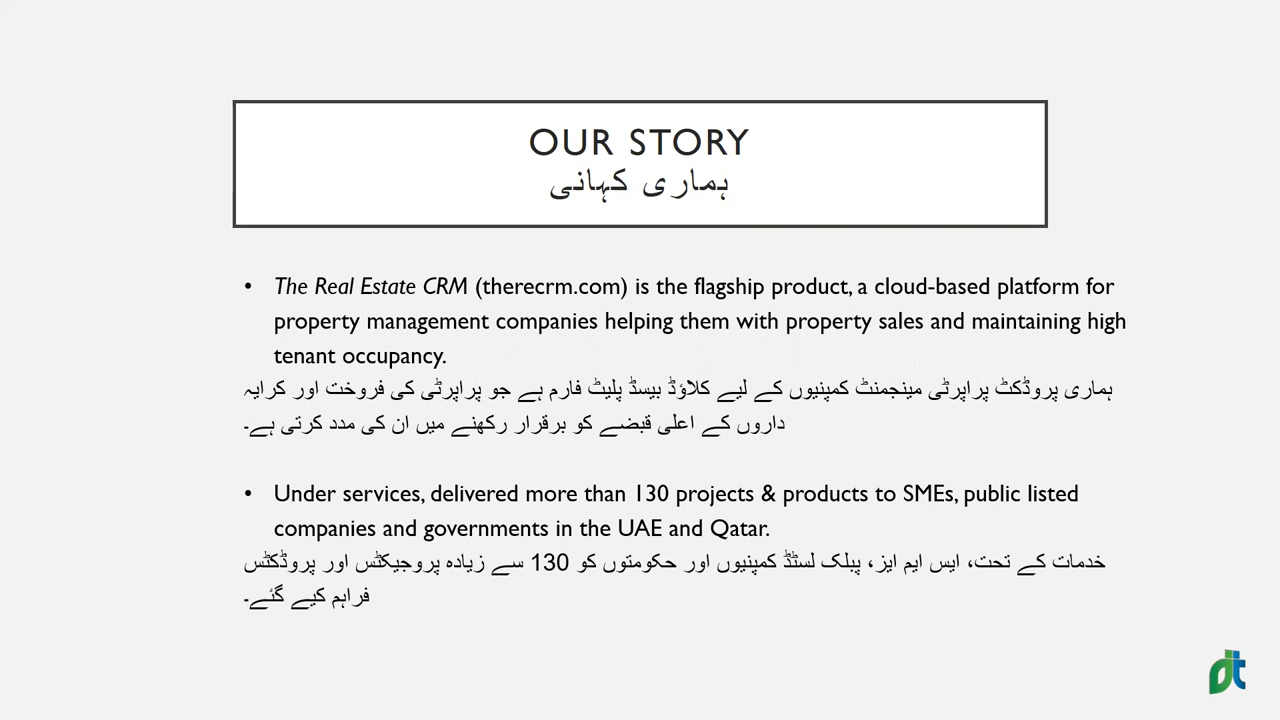 OUR STORY
ہماری کہانی
• The Real Estate CRM (therecrm.com) is the flagship product, a cloud-based platform for
property management companies helping them with property sales and maintaining high
tenant occupancy.
ہماری پروڈکٹ پراپرٹی مینجمنٹ کمپنیوں کے لیے کلاؤڈ بیسڈ پلیٹ فارم ہے جو پراپرٹی کی فروخت اور کرایہ
داروں کے اعلی قبضے کو برقرار رکھنے میں ان کی مدد کرتی ہے۔
• Under services, delivered more than 130 projects & products to SMEs, public listed
companies and governments in the UAE and Qatar.
خدمات کے تحت، ایس ایم ایز، پبلک لسٹڈ کمپنیوں اور حکومتوں کو 130 سے زیادہ پروجیکٹس اور پروڈکٹس
فراہم کیے گئے۔